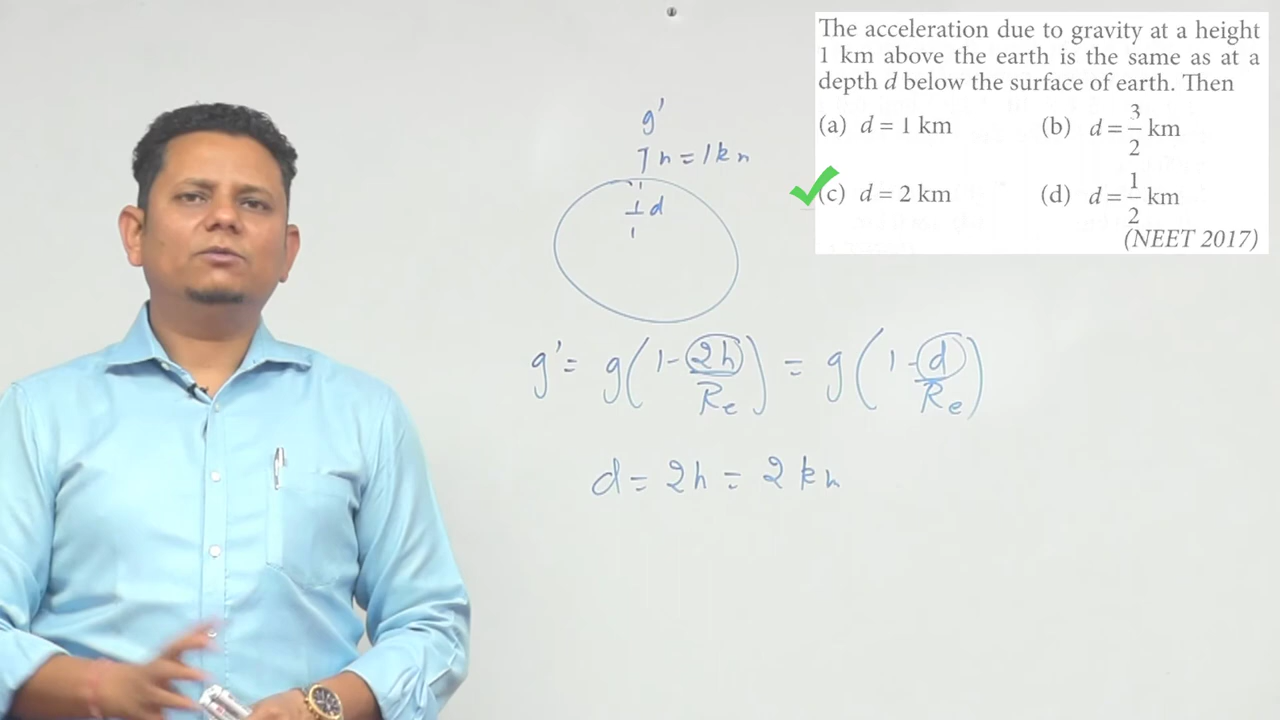 The acceleration due to gravity at a height
1 km above the earth is the same as at a
depth d below the surface of earth. Then
(a) d = 1 km (b) d = 3/2 km
(c) d = 2 km (d) d = 1/2 km
(NEET 2017)
g'
h = 1 km
d
g' = g(1 - 2h/Re) = g(1 - d/Re)
d = 2h = 2 km